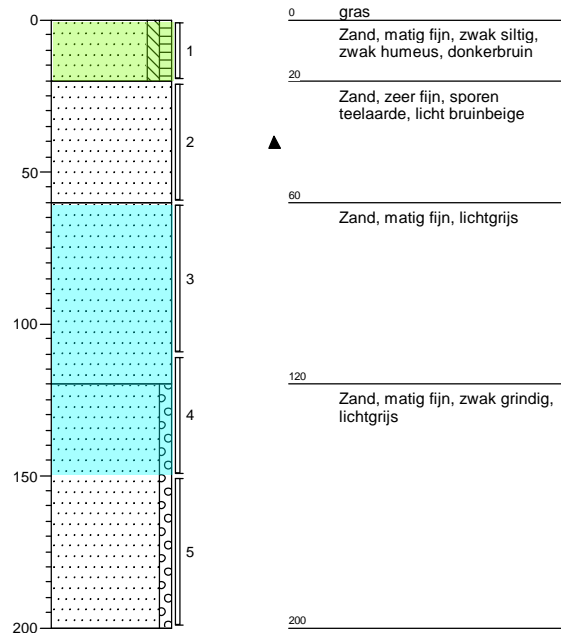 0
50
100
150
200
1
2
3
4
5
0 gras
Zand, matig fijn, zwak siltig,
zwak humeus, donkerbruin
20
Zand, zeer fijn, sporen
teelaarde, licht bruinbeige
60
Zand, matig fijn, lichtgrijs
120
Zand, matig fijn, zwak grindig,
lichtgrijs
200